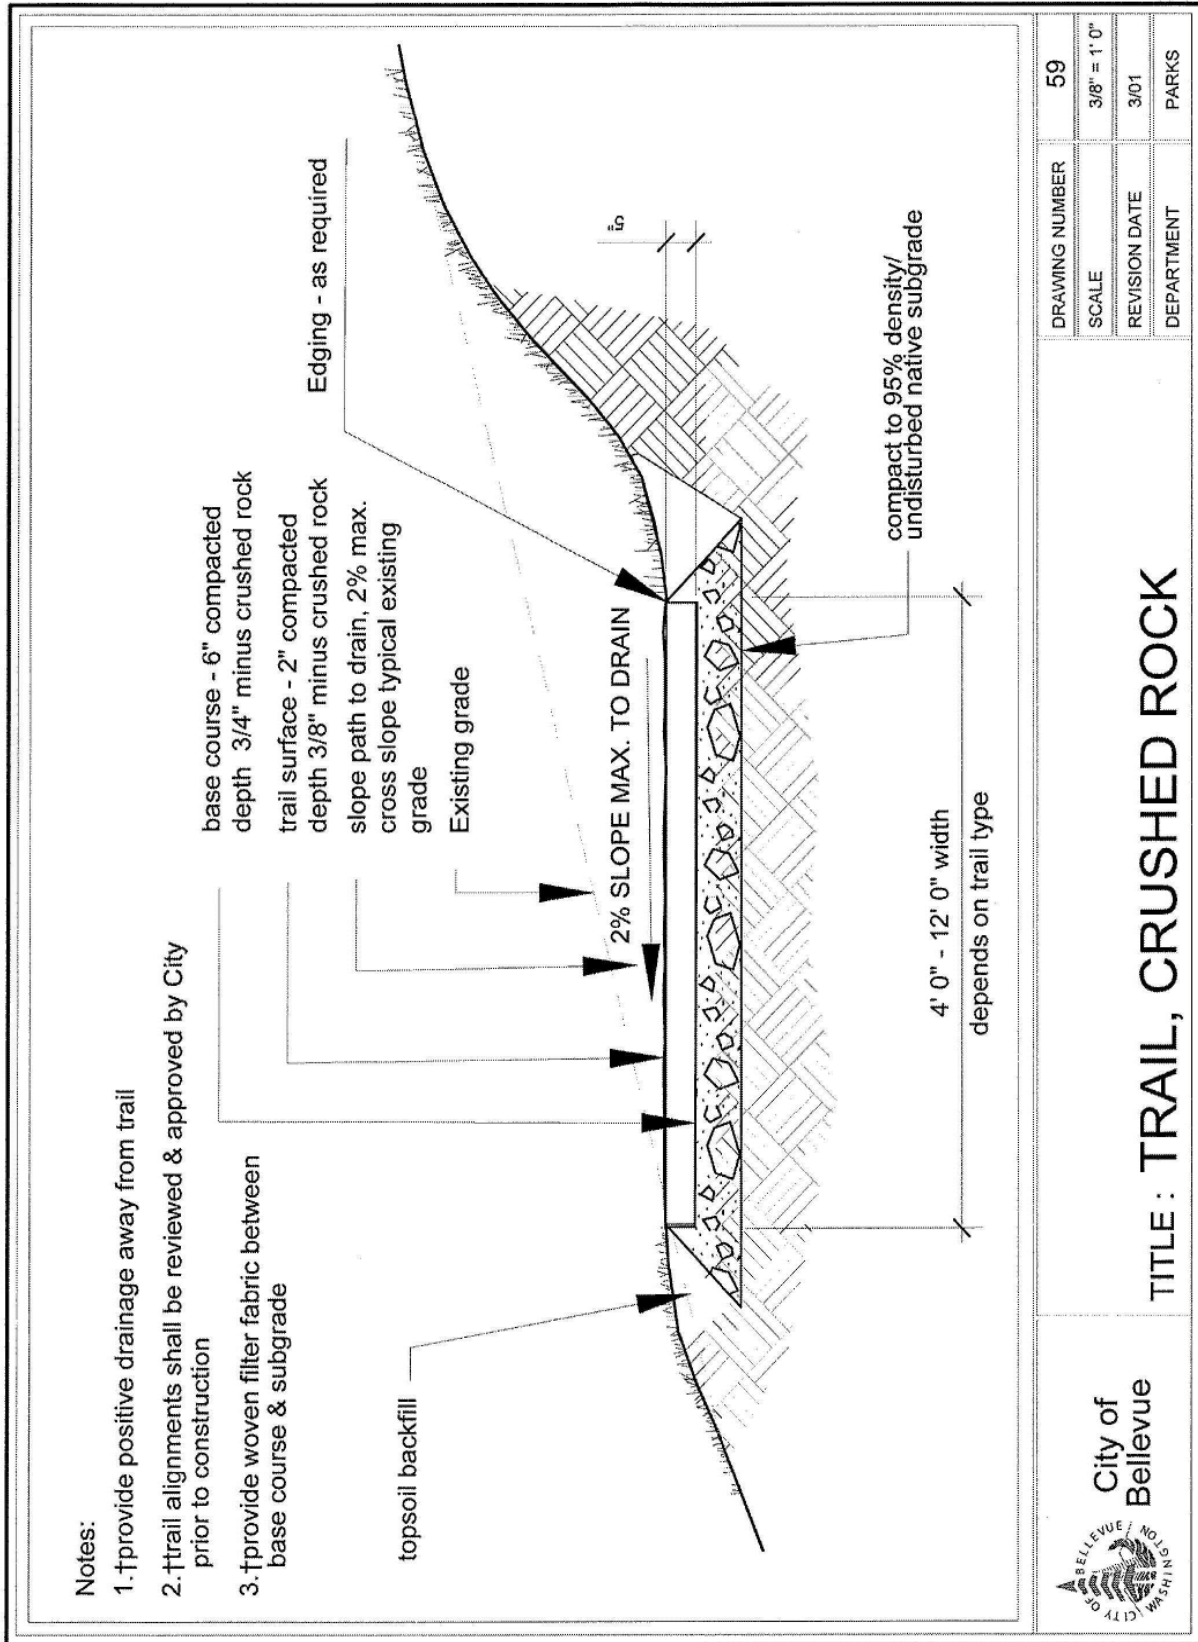 Notes:
1.†provide positive drainage away from trail
2.†trail alignments shall be reviewed & approved by City
prior to construction
3.†provide woven filter fabric between
base course & subgrade
topsoil backfill
base course - 6" compacted
depth 3/4" minus crushed rock
trail surface - 2" compacted
depth 3/8" minus crushed rock
slope path to drain, 2% max.
cross slope typical existing
grade
Existing grade
Edging - as required
2% SLOPE MAX. TO DRAIN
5"
compact to 95% density/
undisturbed native subgrade
4' 0" - 12' 0" width
depends on trail type
CITY OF BELLEVUE
WASHINGTON
City of
Bellevue
TITLE : TRAIL, CRUSHED ROCK
DRAWING NUMBER 59
SCALE 3/8" = 1' 0"
REVISION DATE 3/01
DEPARTMENT PARKS